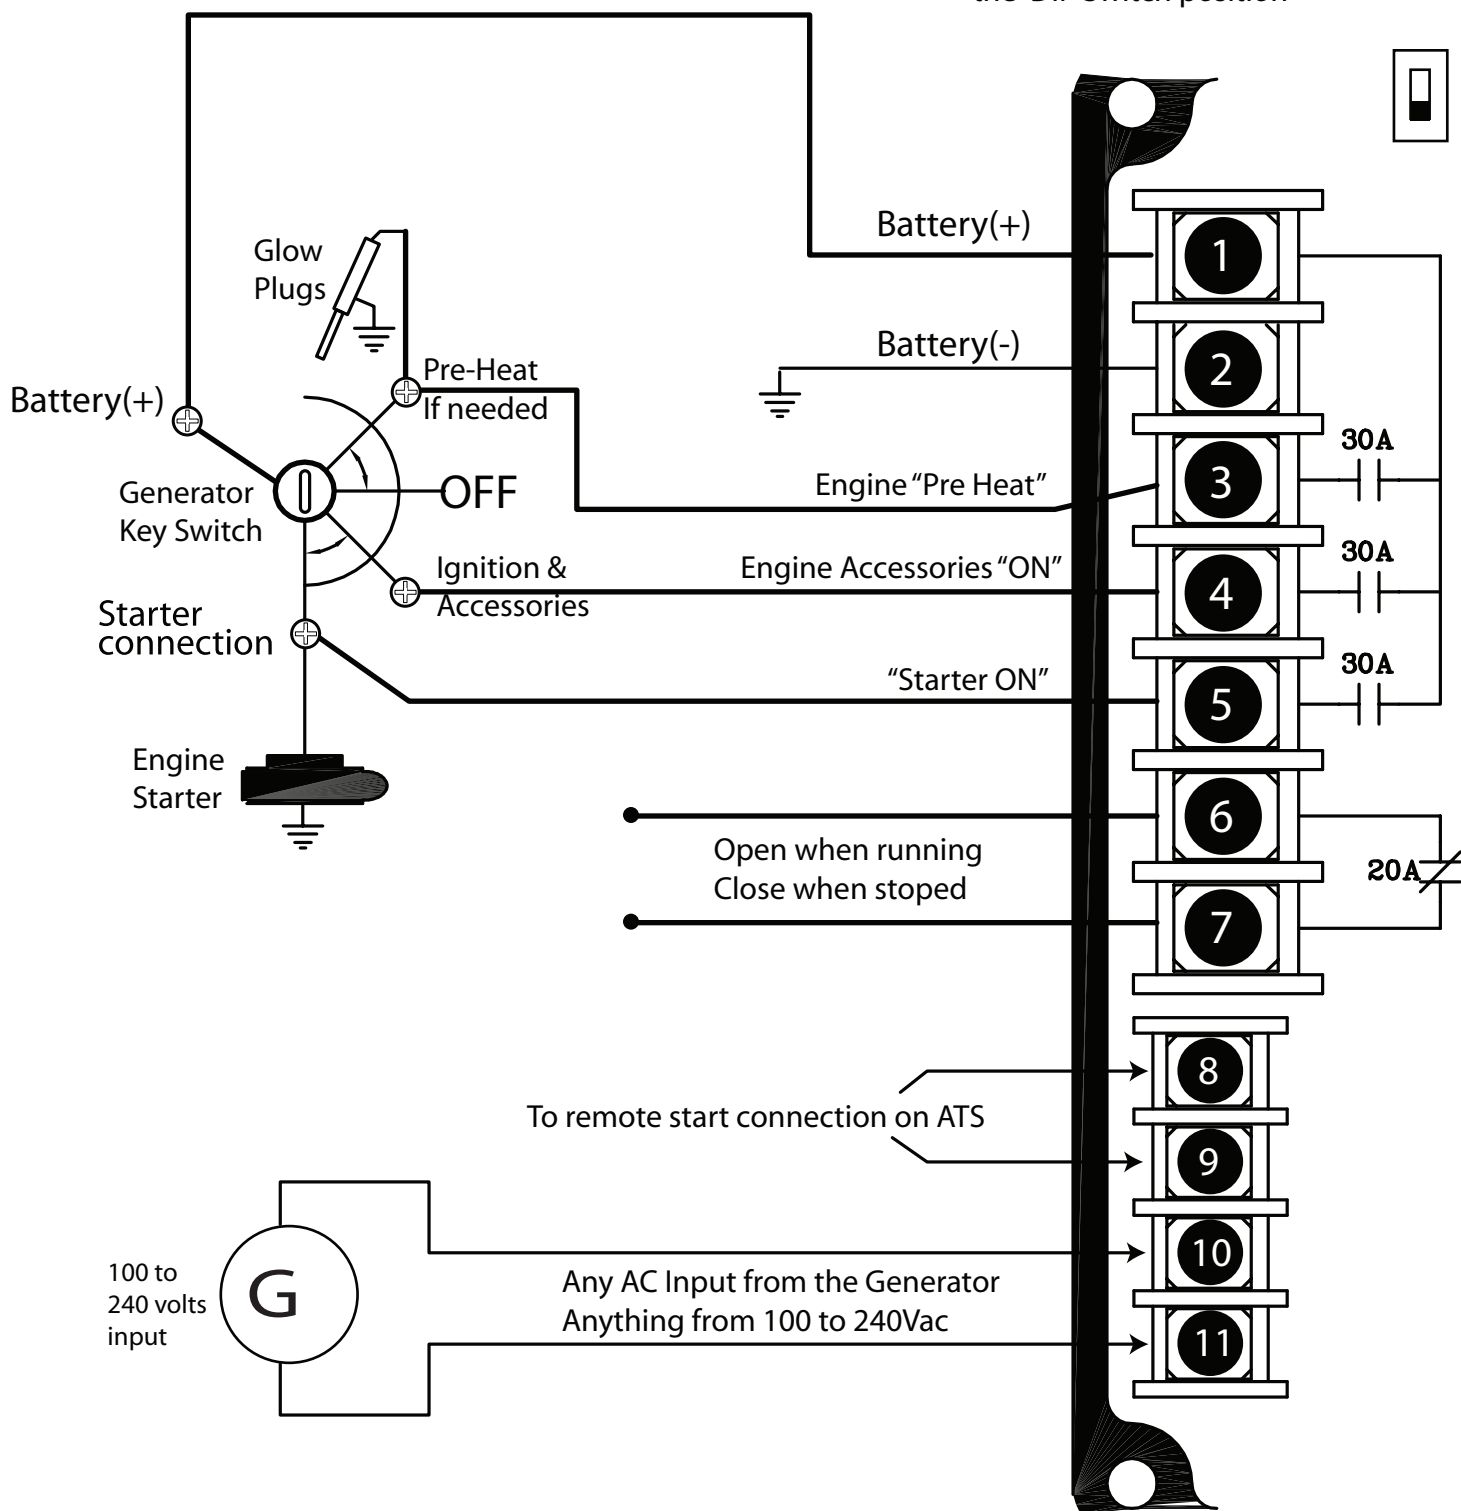 Battery(+)
1
Glow
Plugs
Battery(-)
2
Pre-Heat
If needed
Battery(+)
30A
3
Engine “Pre Heat”
OFF
Generator
Key Switch
30A
4
Ignition &
Accessories
Engine Accessories “ON”
Starter
connection
30A
5
“Starter ON”
Engine
Starter
6
Open when running
Close when stoped
20A
7
8
To remote start connection on ATS
9
10
100 to
240 volts
input
G
Any AC Input from the Generator
Anything from 100 to 240Vac
11